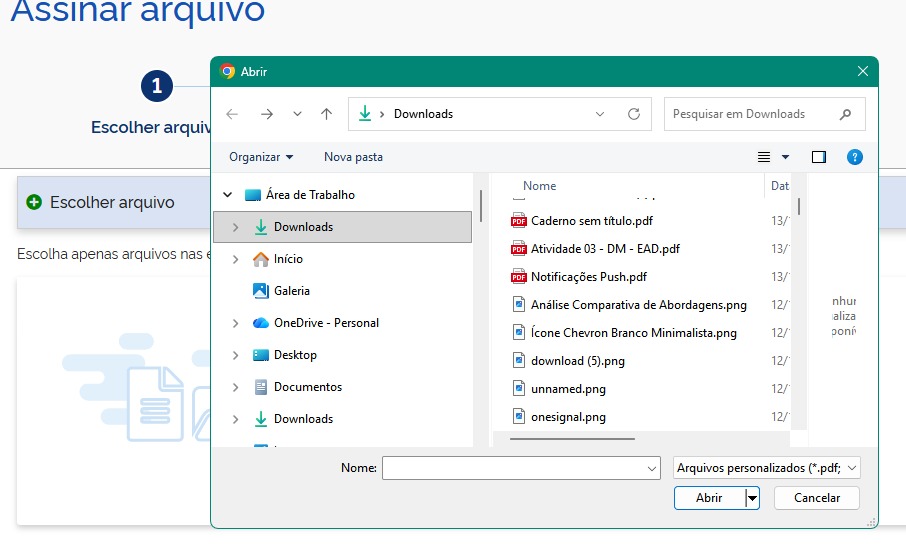 Assinar arquivo
1
Escolher
Abrir
Downloads
Pesquisar em Downloads
Organizar
Nova pasta
?
Escolher arquivo
Escolha apenas arquivos nas
Área de Trabalho
Downloads
Início
Galeria
OneDrive - Personal
Desktop
Documentos
Downloads
Nome
PDF Caderno sem título.pdf 13/
PDF Atividade 03 - DM - EAD.pdf 13/
PDF Notificações Push.pdf 13/
Análise Comparativa de Abordagens.png 12/
Ícone Chevron Branco Minimalista.png 12/
download (5).png 12/
unnamed.png 12/
onesignal.png 12/
Nome:
Arquivos personalizados (*.pdf;
Abrir
Cancelar